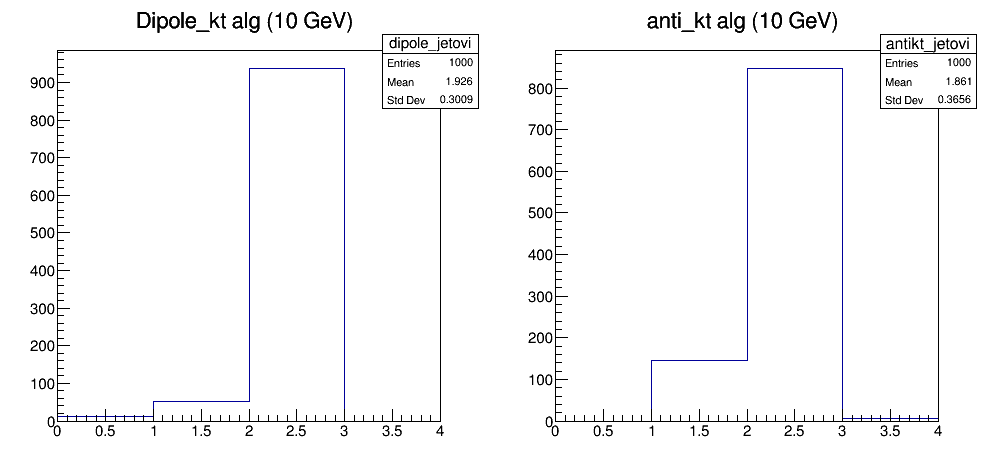 Dipole_kt alg (10 GeV)
dipole_jetovi
Entries 1000
Mean 1.926
Std Dev 0.3009
900
800
700
600
500
400
300
200
100
0
0 0.5 1 1.5 2 2.5 3 3.5 4
anti_kt alg (10 GeV)
antikt_jetovi
Entries 1000
Mean 1.861
Std Dev 0.3656
800
700
600
500
400
300
200
100
0
0 0.5 1 1.5 2 2.5 3 3.5 4